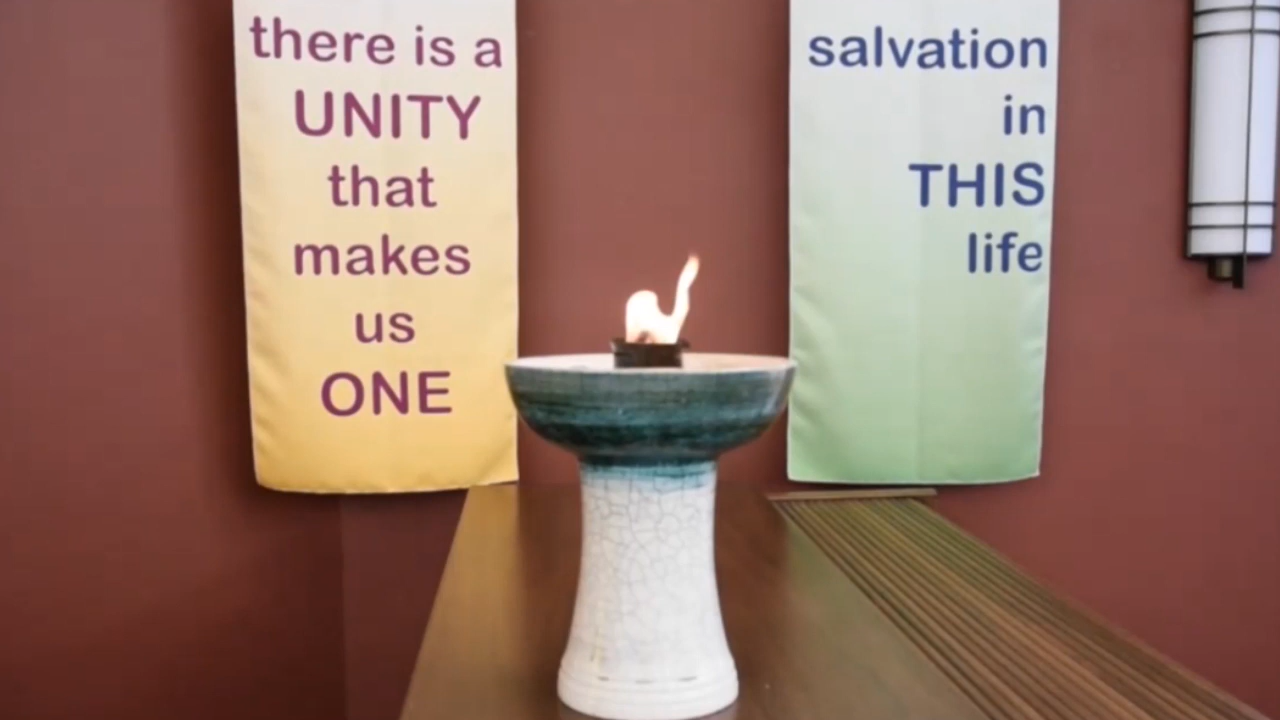 there is a
UNITY
that
makes
us
ONE
salvation
in
THIS
life